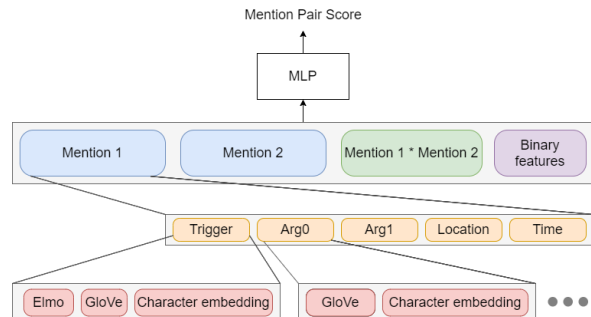 Mention Pair Score
MLP
Mention 1
Mention 2
Mention 1 * Mention 2
Binary
features
Trigger
Arg0
Arg1
Location
Time
Elmo
GloVe
Character embedding
GloVe
Character embedding